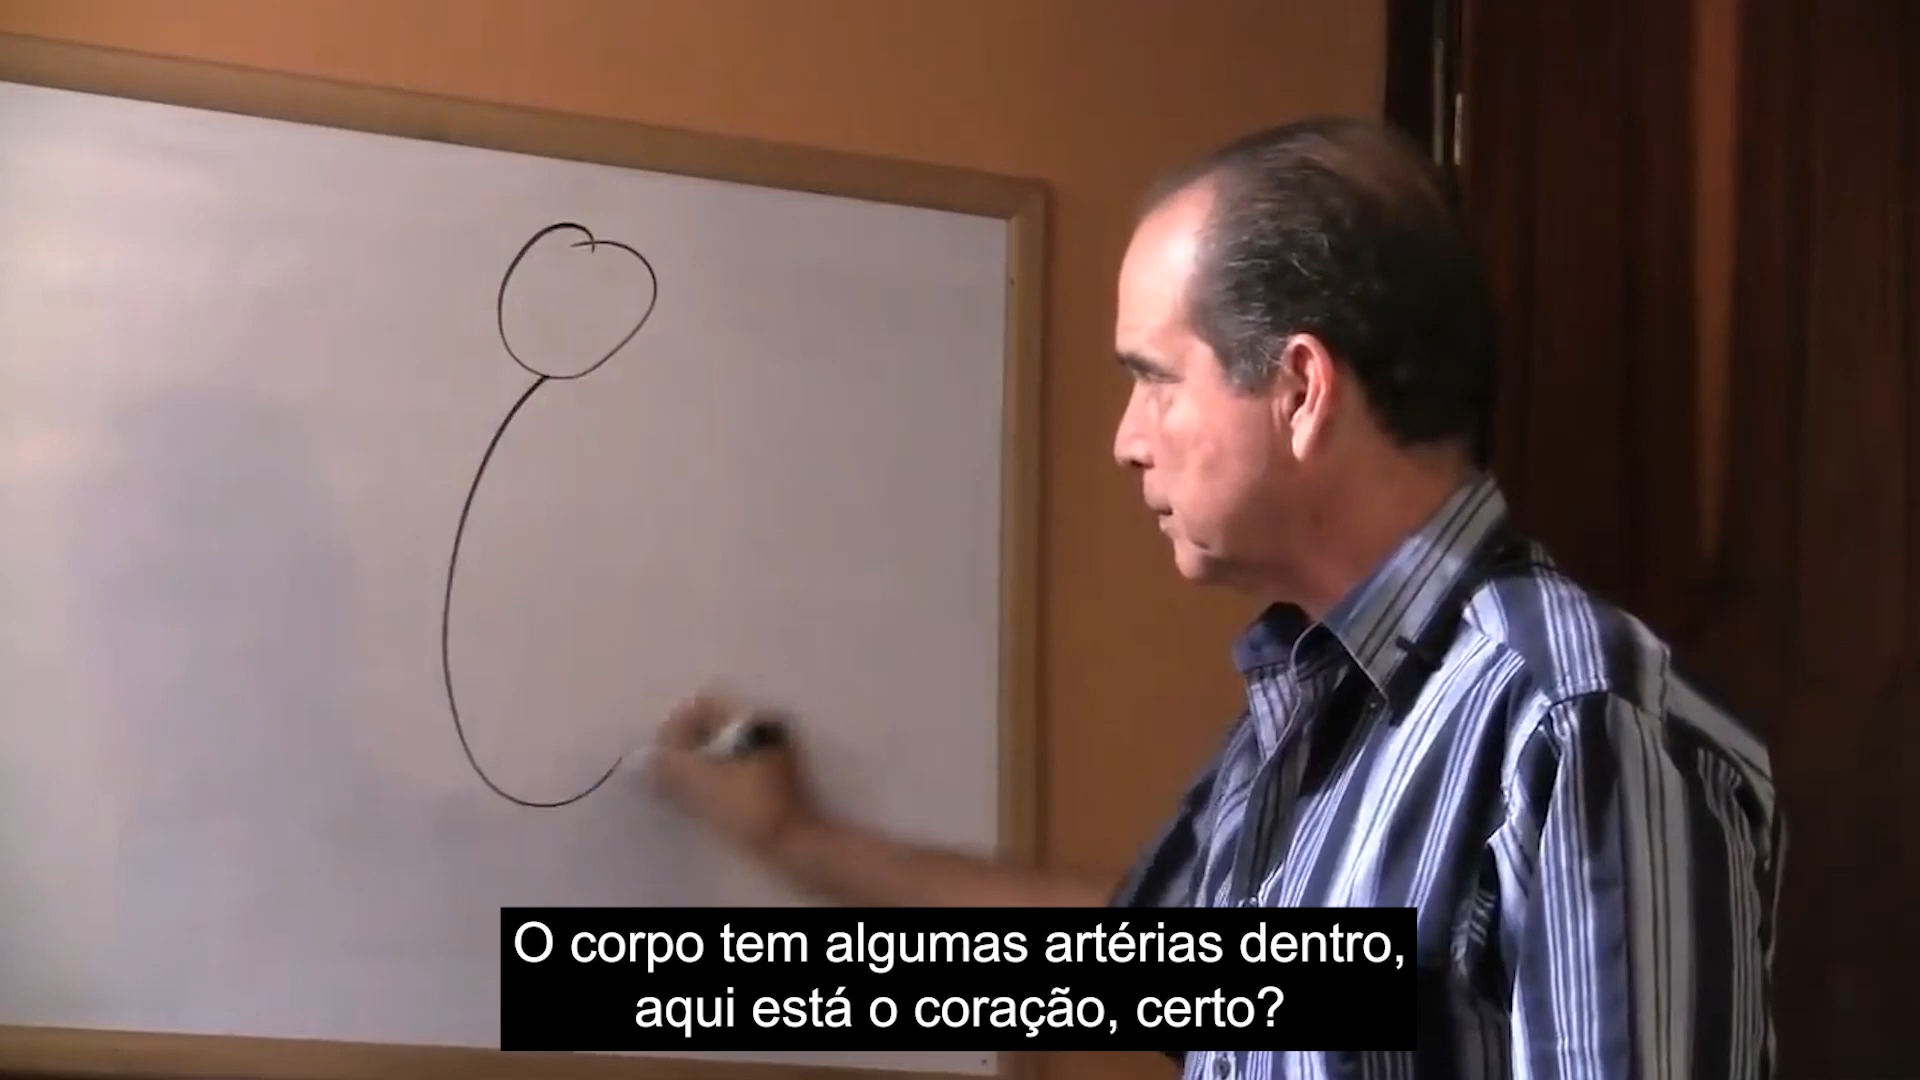 O corpo tem algumas artérias dentro,
aqui está o coração, certo?